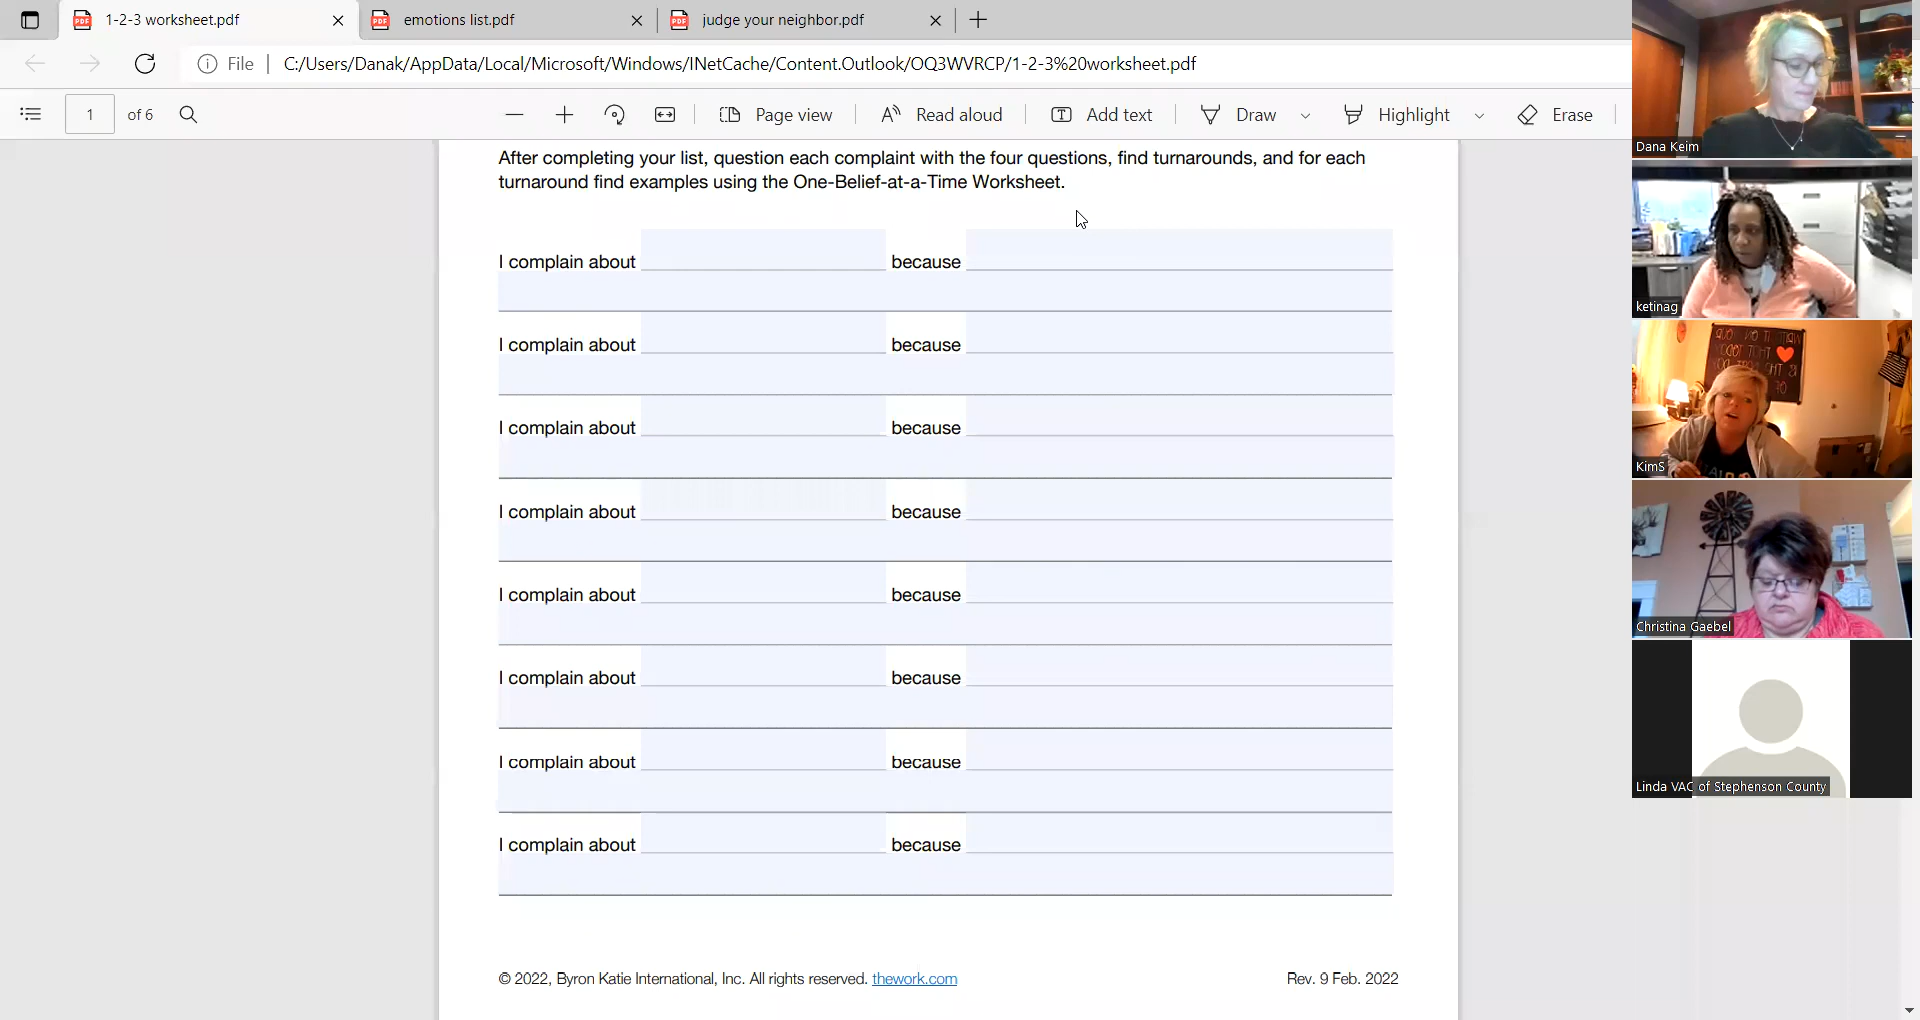 1-2-3 worksheet.pdf
emotions list.pdf
judge your neighbor.pdf
File
C:/Users/Danak/AppData/Local/Microsoft/Windows/INetCache/Content.Outlook/OQ3WVRCP/1-2-3%20worksheet.pdf
1 of 6
Page view
Read aloud
Add text
Draw
Highlight
Erase
After completing your list, question each complaint with the four questions, find turnarounds, and for each
turnaround find examples using the One-Belief-at-a-Time Worksheet.
I complain about because
I complain about because
I complain about because
I complain about because
I complain about because
I complain about because
I complain about because
I complain about because
© 2022, Byron Katie International, Inc. All rights reserved. thework.com
Rev. 9 Feb. 2022
Dana Keim
ketinag
KimS
Christina Gaebel
Linda VAC of Stephenson County